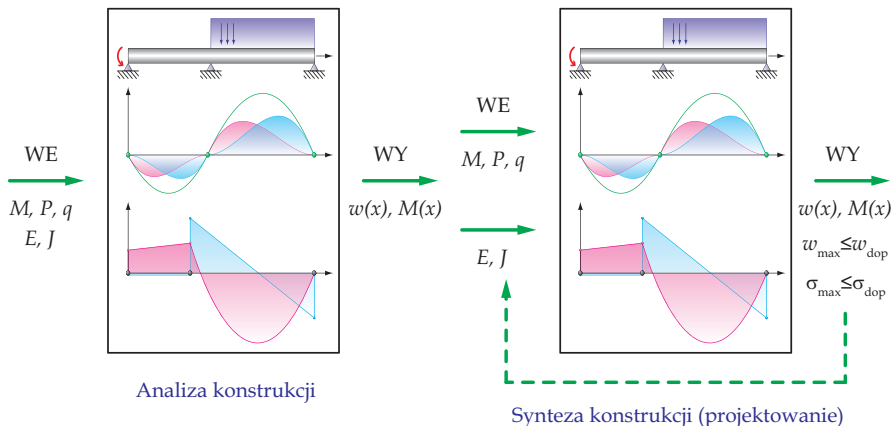 WE
M, P, q
E, J
WY
w(x), M(x)
Analiza konstrukcji
WE
M, P, q
E, J
WY
w(x), M(x)
w_max≤w_dop
σ_max≤σ_dop
Synteza konstrukcji (projektowanie)